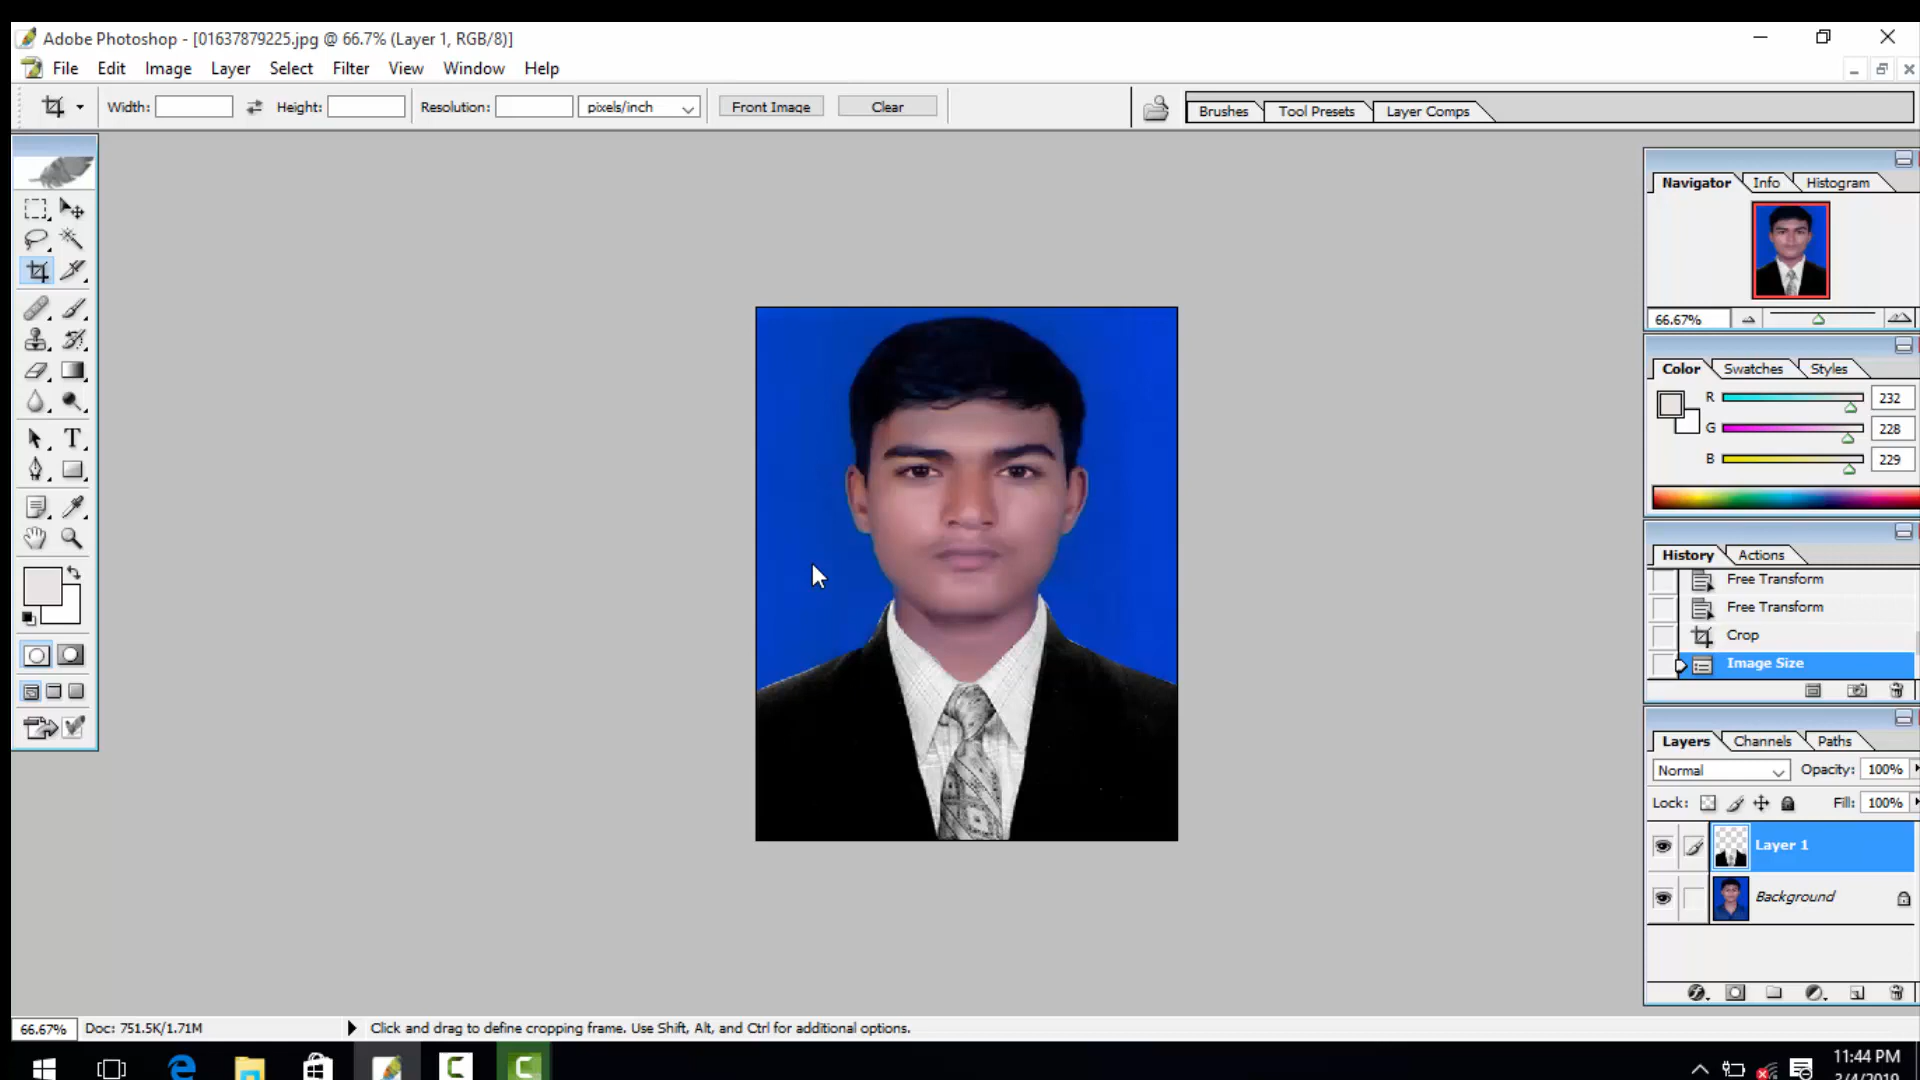 Adobe Photoshop - [01637879225.jpg @ 66.7% (Layer 1, RGB/8)]
File Edit Image Layer Select Filter View Window Help
Width: Height: Resolution: pixels/inch Front Image Clear Brushes Tool Presets Layer Comps
Navigator Info Histogram
66.67%
Color Swatches Styles
R 232
G 228
B 229
T
History Actions
Free Transform
Free Transform
Crop
Image Size
Layers Channels Paths
Normal Opacity: 100%
Lock: Fill: 100%
Layer 1
Background
66.67% Doc: 751.5K/1.71M Click and drag to define cropping frame. Use Shift, Alt, and Ctrl for additional options.
11:44 PM
3/4/2019